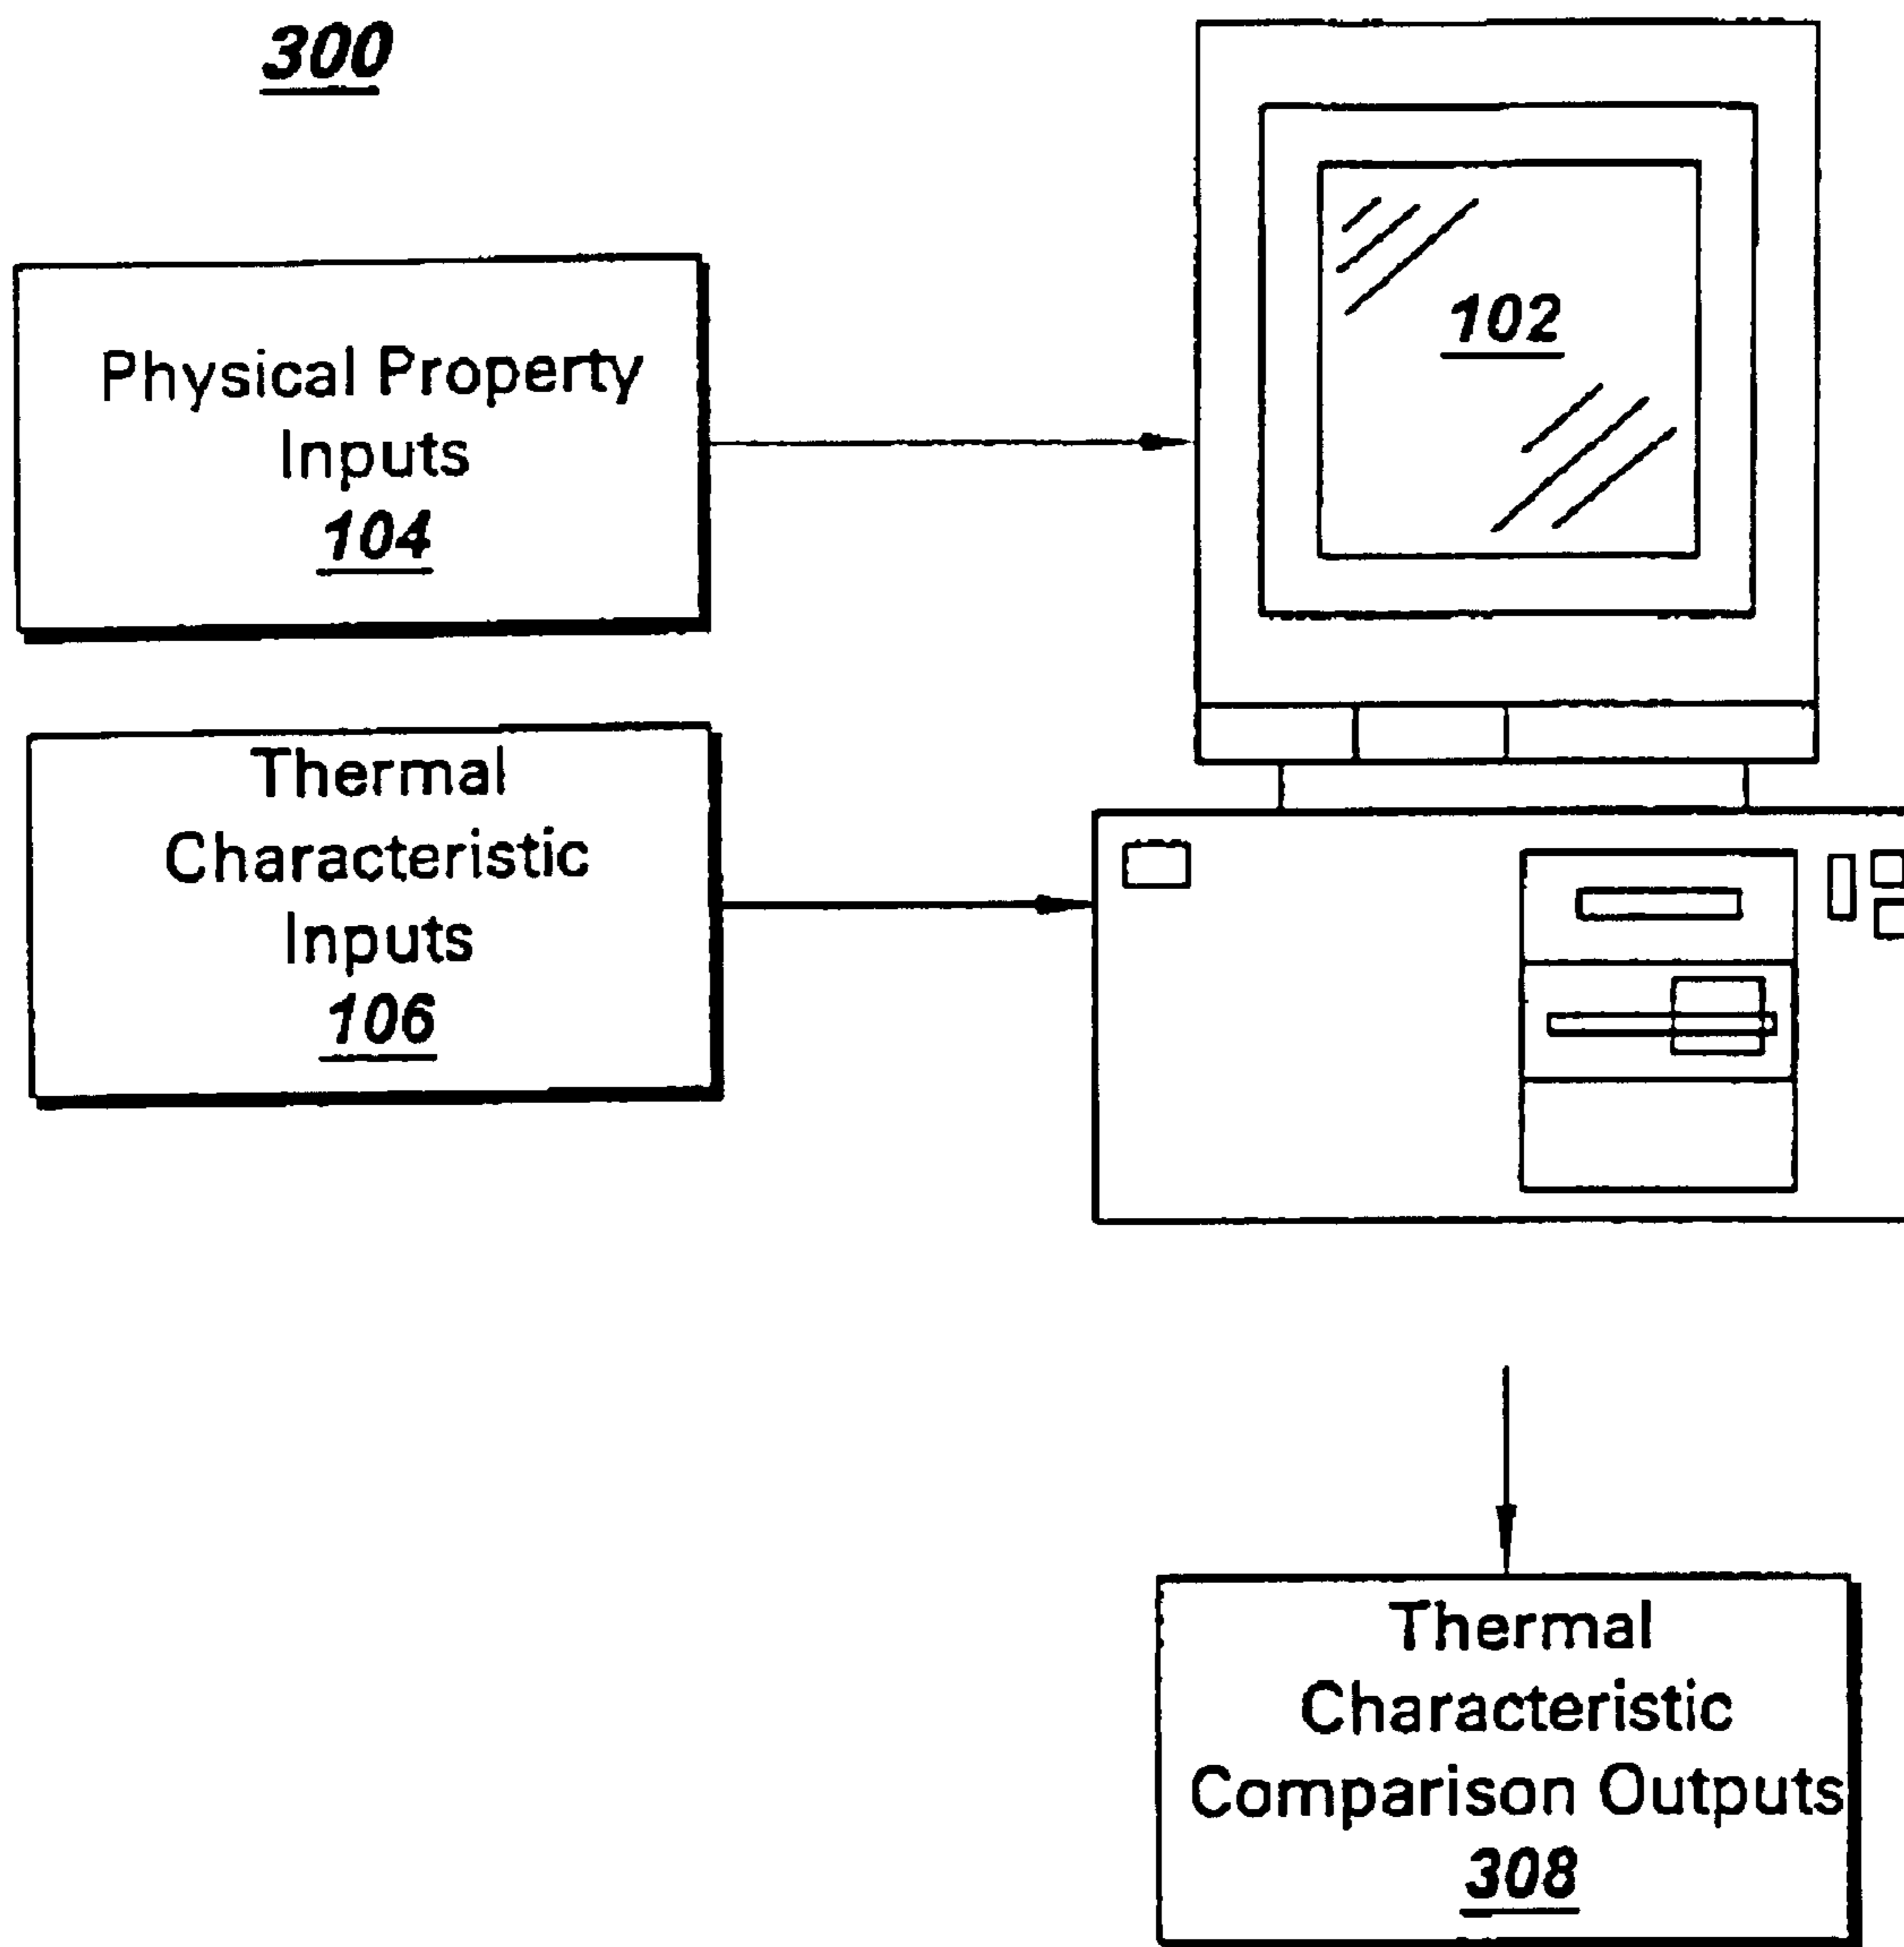 300
102
Physical Property
Inputs
104
Thermal
Characteristic
Inputs
106
Thermal
Characteristic
Comparison Outputs
308